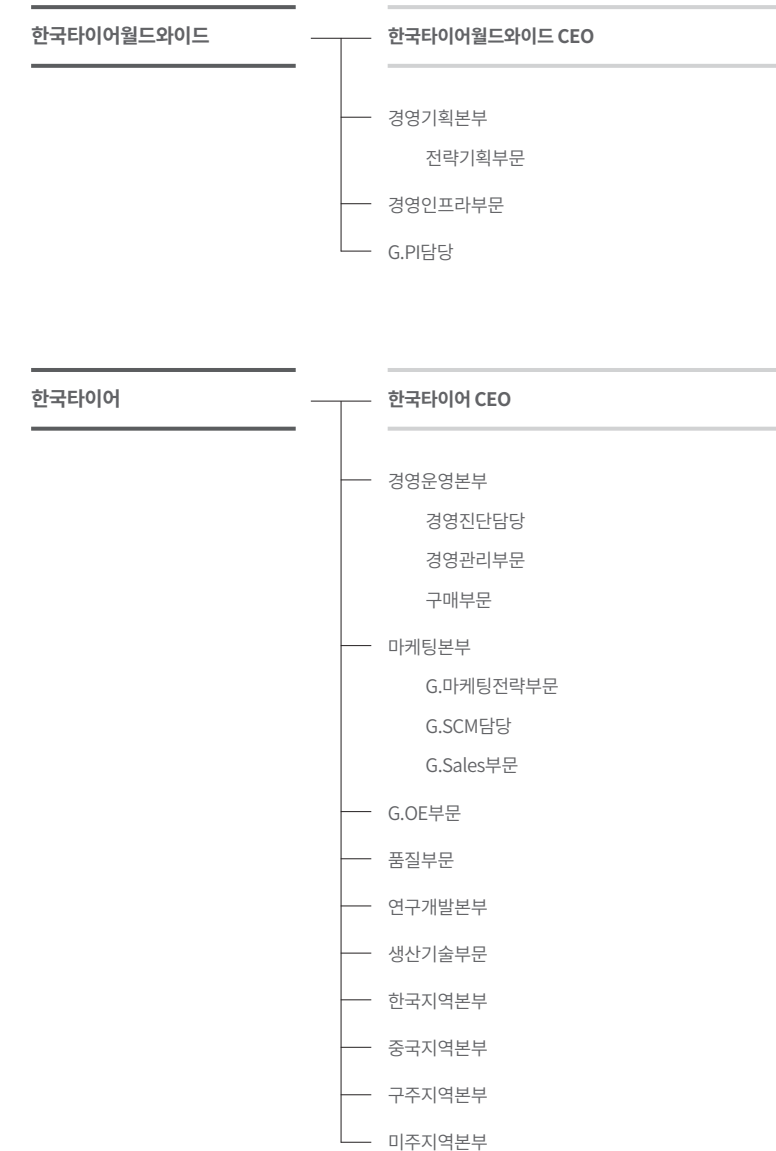 한국타이어월드와이드
한국타이어월드와이드 CEO
경영기획본부
전략기획부문
경영인프라부문
G.PI담당
한국타이어
한국타이어 CEO
경영운영본부
경영진단담당
경영관리부문
구매부문
마케팅본부
G.마케팅전략부문
G.SCM담당
G.Sales부문
G.OE부문
품질부문
연구개발본부
생산기술부문
한국지역본부
중국지역본부
구주지역본부
미주지역본부